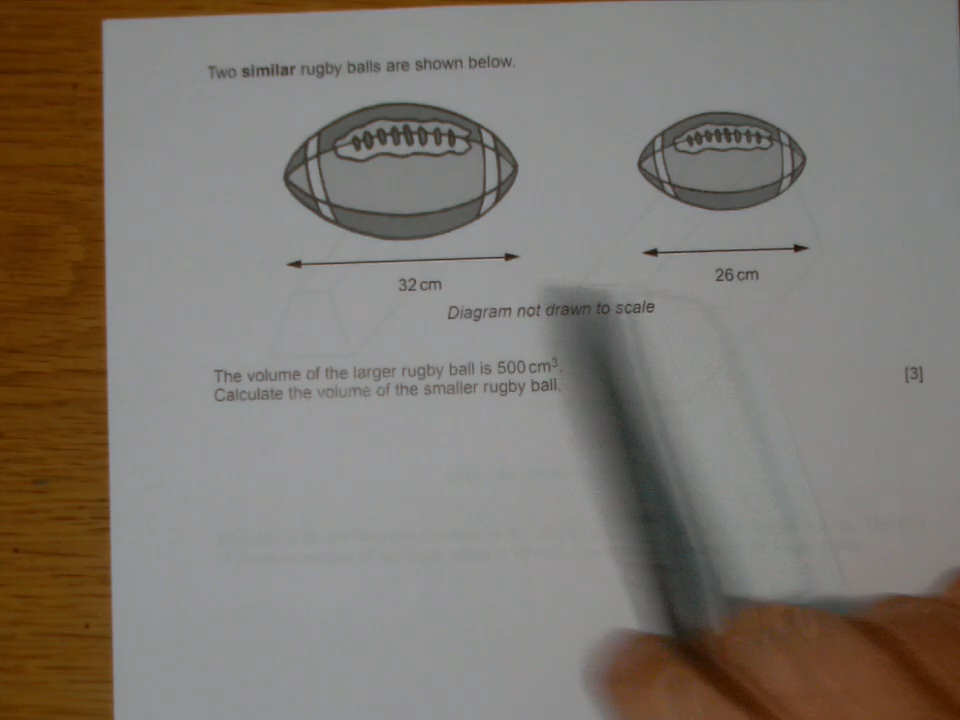 Two similar rugby balls are shown below.
32 cm
26 cm
Diagram not drawn to scale
The volume of the larger rugby ball is 500 cm³.
Calculate the volume of the smaller rugby ball.
[3]